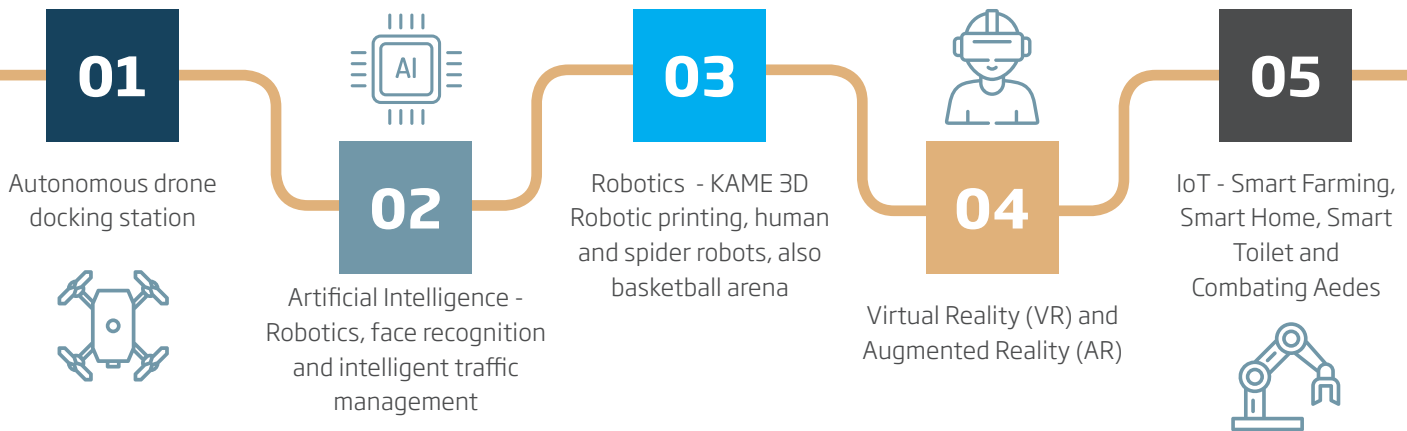 01
Autonomous drone
docking station
AI
02
Artificial Intelligence -
Robotics, face recognition
and intelligent traffic
management
03
Robotics - KAME 3D
Robotic printing, human
and spider robots, also
basketball arena
04
Virtual Reality (VR) and
Augmented Reality (AR)
05
IoT - Smart Farming,
Smart Home, Smart
Toilet and
Combating Aedes